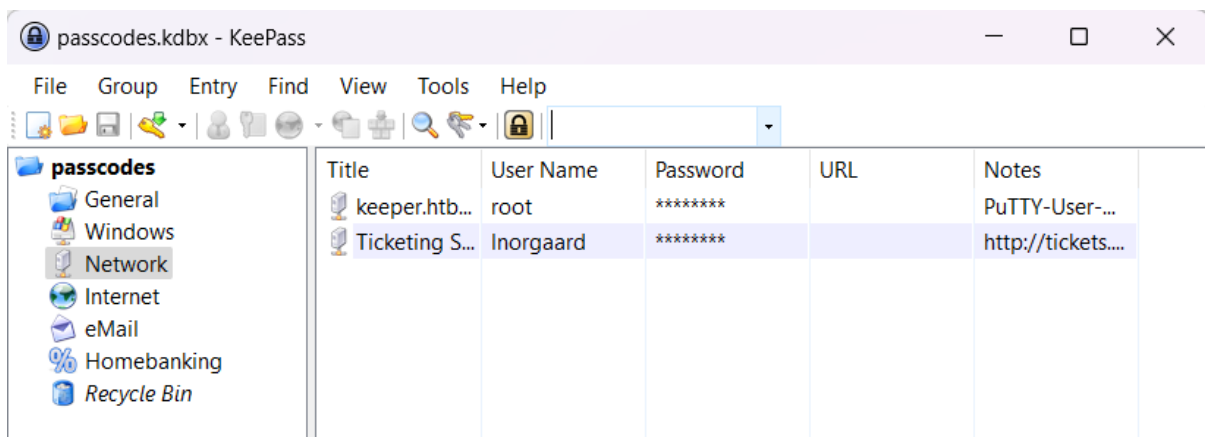 passcodes.kdbx - KeePass
File Group Entry Find View Tools Help
passcodes
General
Windows
Network
Internet
eMail
Homebanking
Recycle Bin
Title User Name Password URL Notes
keeper.htb... root ******** PuTTY-User-...
Ticketing S... lnorgaard ******** http://tickets....